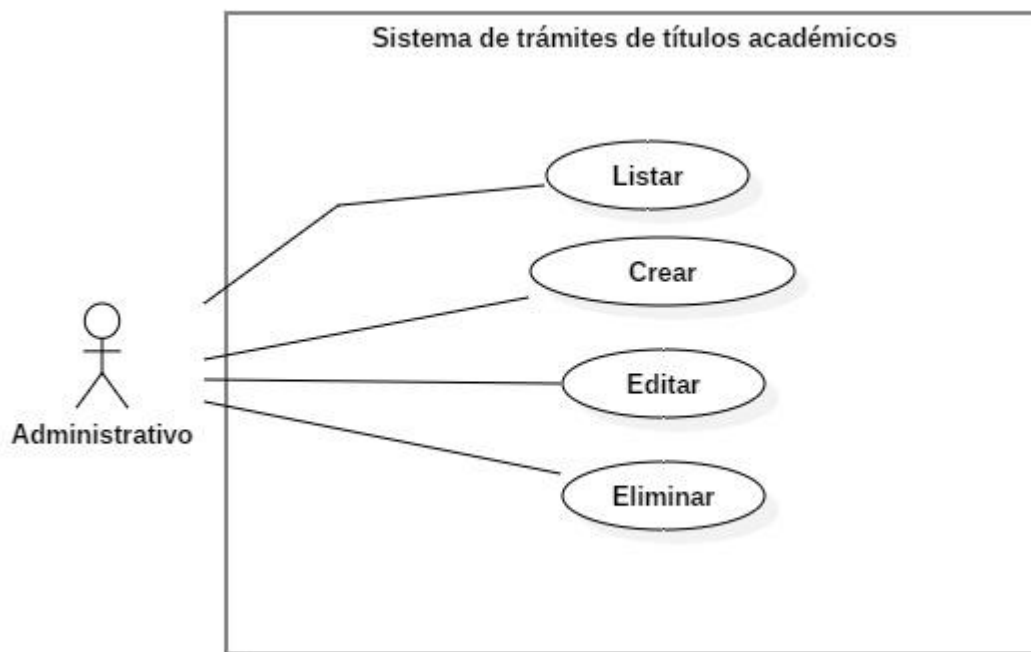 Sistema de trámites de títulos académicos
Listar
Crear
Editar
Administrativo
Eliminar